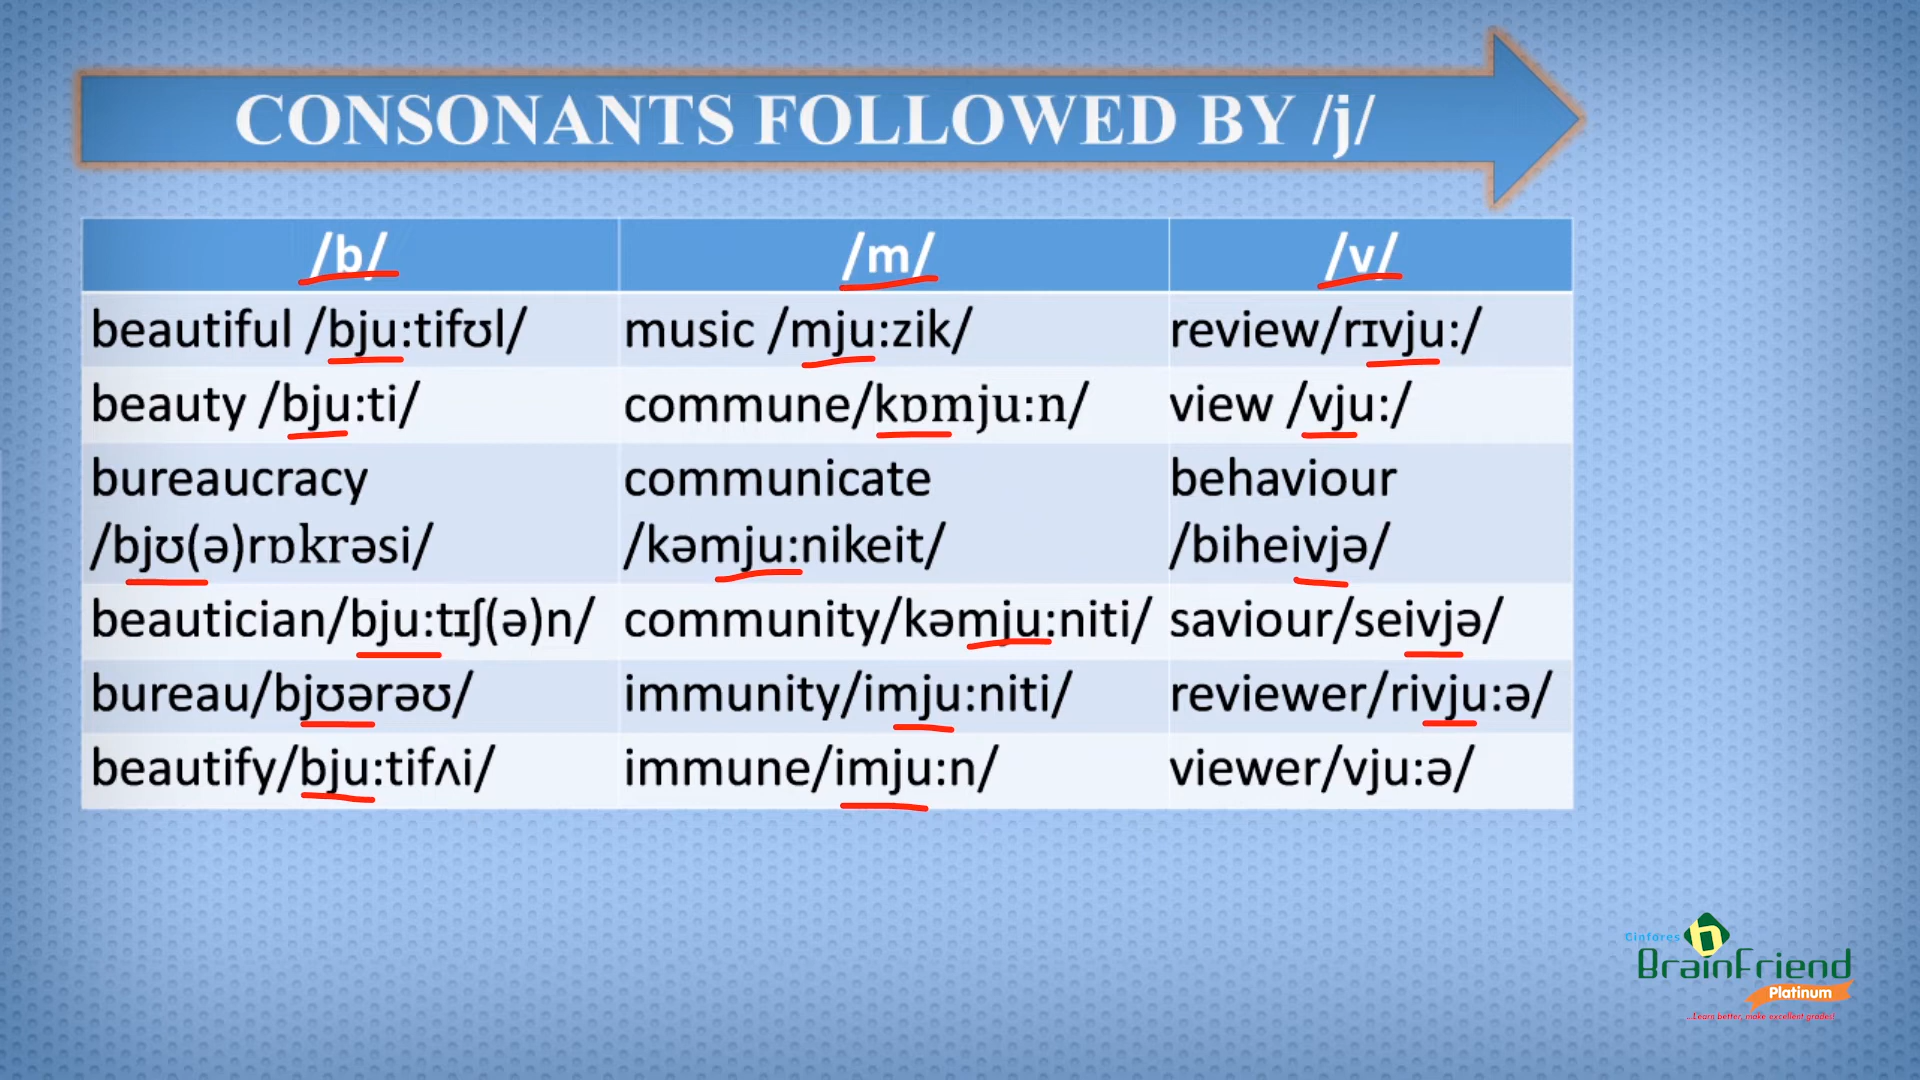 CONSONANTS FOLLOWED BY /j/
/b/ /m/ /v/
beautiful /bju:tifʊl/ music /mju:zik/ review/rɪvju:/
beauty /bju:ti/ commune/kɒmju:n/ view /vju:/
bureaucracy communicate behaviour
/bjʊ(ə)rɒkrəsi/ /kəmju:nikeit/ /biheivjə/
beautician/bju:tɪʃ(ə)n/ community/kəmju:niti/ saviour/seivjə/
bureau/bjʊərəʊ/ immunity/imju:niti/ reviewer/rivju:ə/
beautify/bju:tifʌi/ immune/imju:n/ viewer/vju:ə/
Cinfores
BrainFriend
Platinum
...Learn better, make excellent grades!